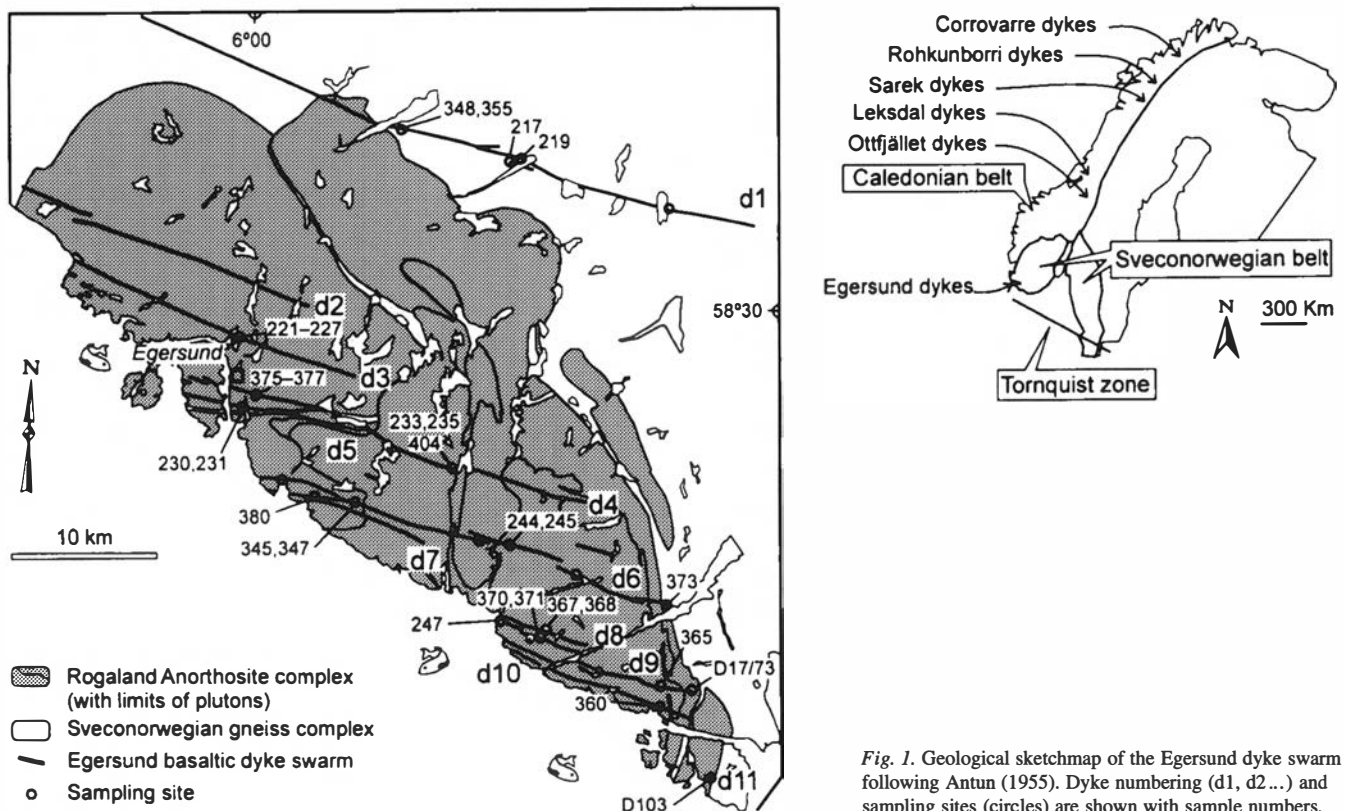 6°00
348,355
217
219
d1
58°30
d2
221–227
Egersund
d3
375–377
N
233,235
404
230,231
d5
d4
380
10 km
345,347
244,245
d7
d6
373
370,371
367,368
247
d8
365
d10
d9
D17/73
360
d11
D103
Rogaland Anorthosite complex
(with limits of plutons)
Sveconorwegian gneiss complex
Egersund basaltic dyke swarm
Sampling site
Corrovarre dykes
Rohkunborri dykes
Sarek dykes
Leksdal dykes
Ottfjället dykes
Caledonian belt
Sveconorwegian belt
Egersund dykes
N
300 Km
Tornquist zone
Fig. 1. Geological sketchmap of the Egersund dyke swarm
following Antun (1955). Dyke numbering (d1, d2...) and
sampling sites (circles) are shown with sample numbers.